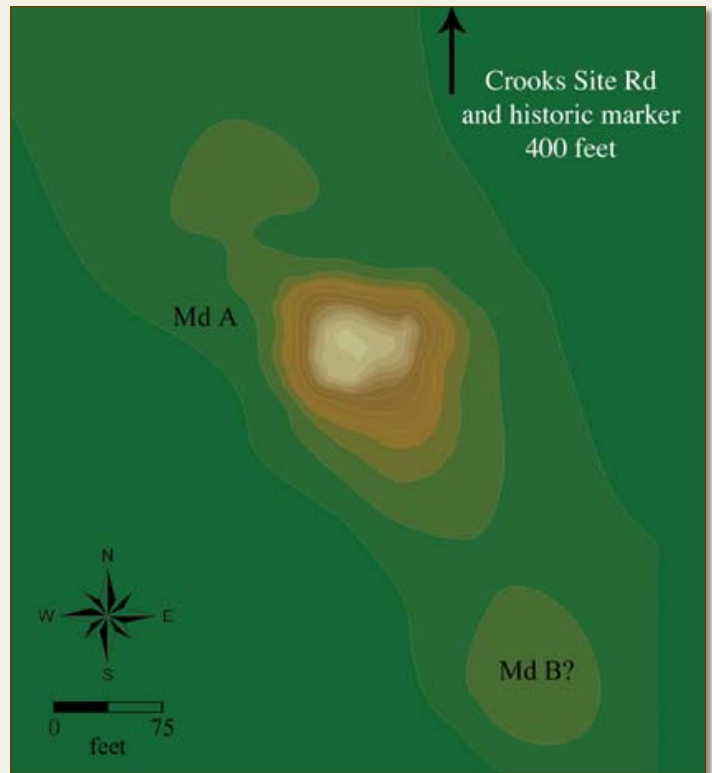 Crooks Site Rd
and historic marker
400 feet
Md A
N
W E
S
Md B?
0 75
feet